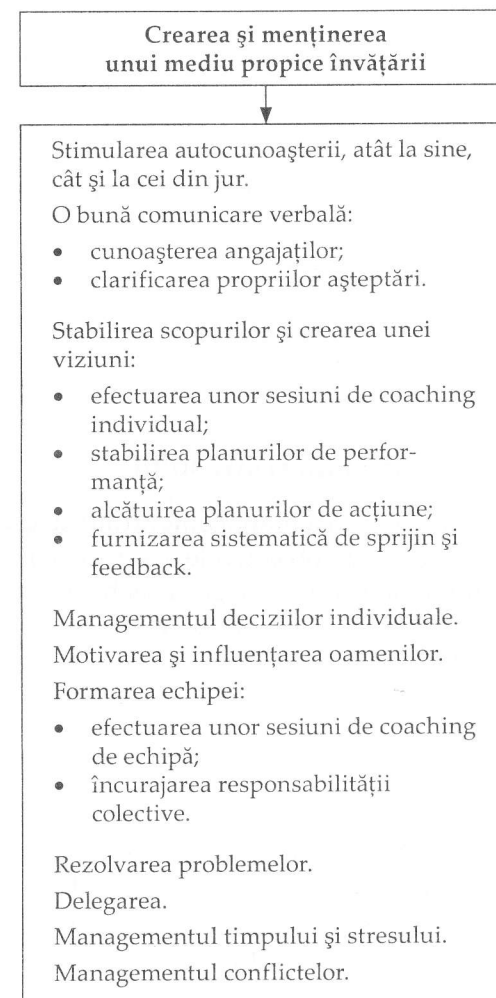 Crearea şi menţinerea
unui mediu propice învăţării
Stimularea autocunoaşterii, atât la sine,
cât şi la cei din jur.
O bună comunicare verbală:
• cunoaşterea angajaţilor;
• clarificarea propriilor aşteptări.
Stabilirea scopurilor şi crearea unei
viziuni:
• efectuarea unor sesiuni de coaching
individual;
• stabilirea planurilor de perfor-
manţă;
• alcătuirea planurilor de acţiune;
• furnizarea sistematică de sprijin şi
feedback.
Managementul deciziilor individuale.
Motivarea şi influenţarea oamenilor.
Formarea echipei:
• efectuarea unor sesiuni de coaching
de echipă;
• încurajarea responsabilităţii
colective.
Rezolvarea problemelor.
Delegarea.
Managementul timpului şi stresului.
Managementul conflictelor.